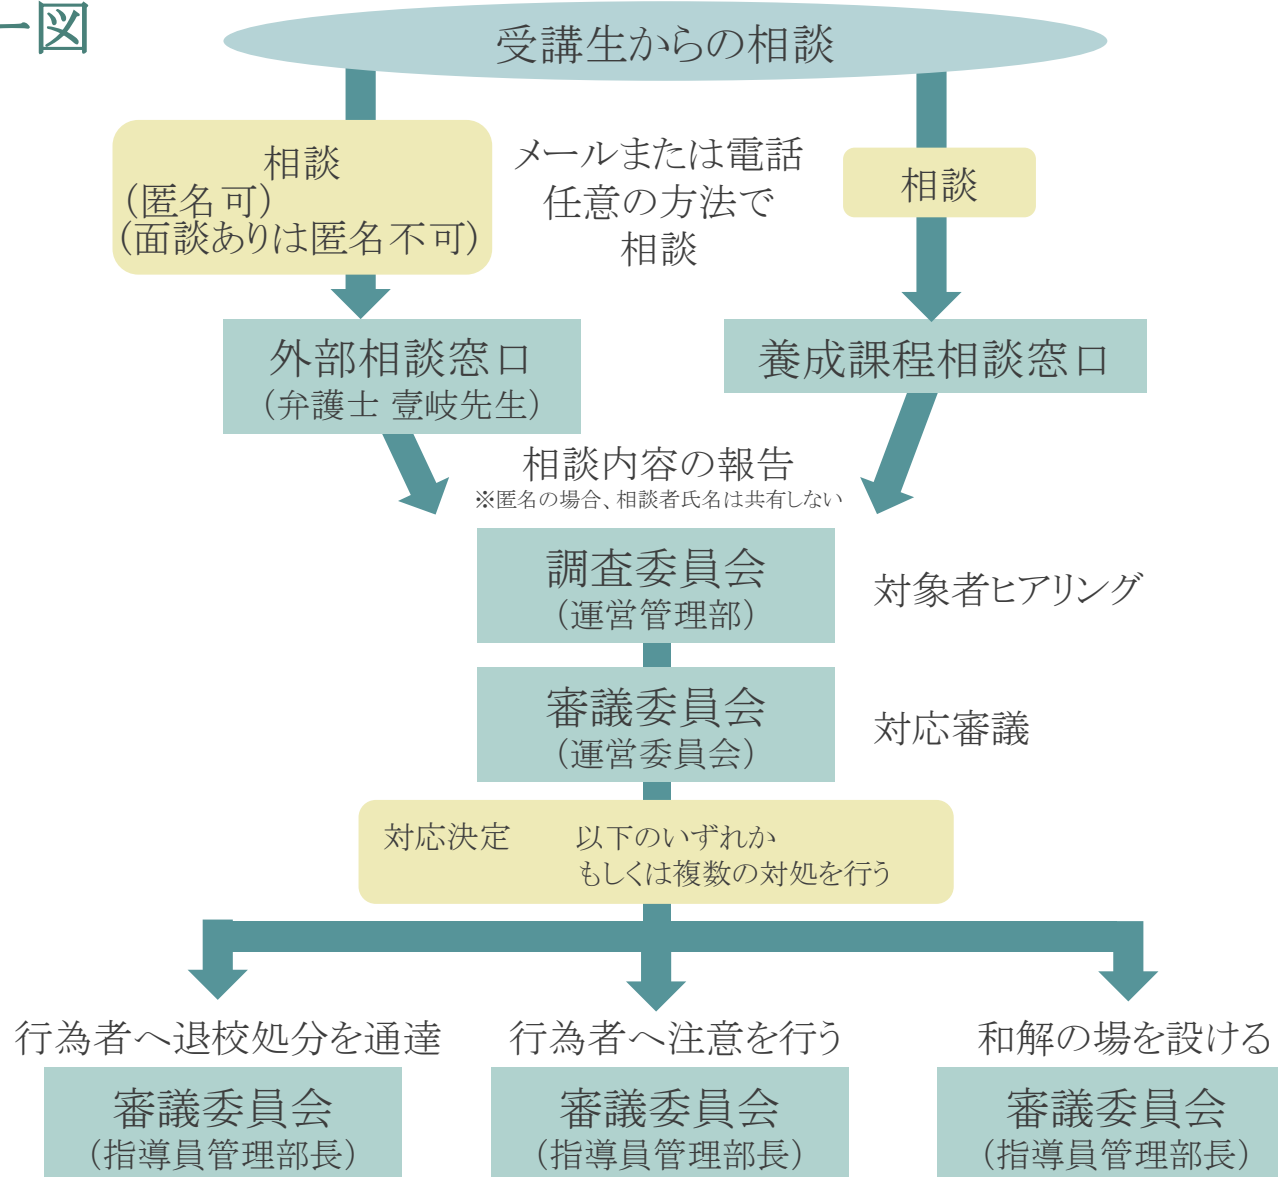 ー図
受講生からの相談
相談
(匿名可)
(面談ありは匿名不可)
メールまたは電話
任意の方法で
相談
相談
外部相談窓口
(弁護士 壹岐先生)
養成課程相談窓口
相談内容の報告
※匿名の場合、相談者氏名は共有しない
調査委員会
(運営管理部)
対象者ヒアリング
審議委員会
(運営委員会)
対応審議
対応決定 以下のいずれか
もしくは複数の対処を行う
行為者へ退校処分を通達
審議委員会
(指導員管理部長)
行為者へ注意を行う
審議委員会
(指導員管理部長)
和解の場を設ける
審議委員会
(指導員管理部長)